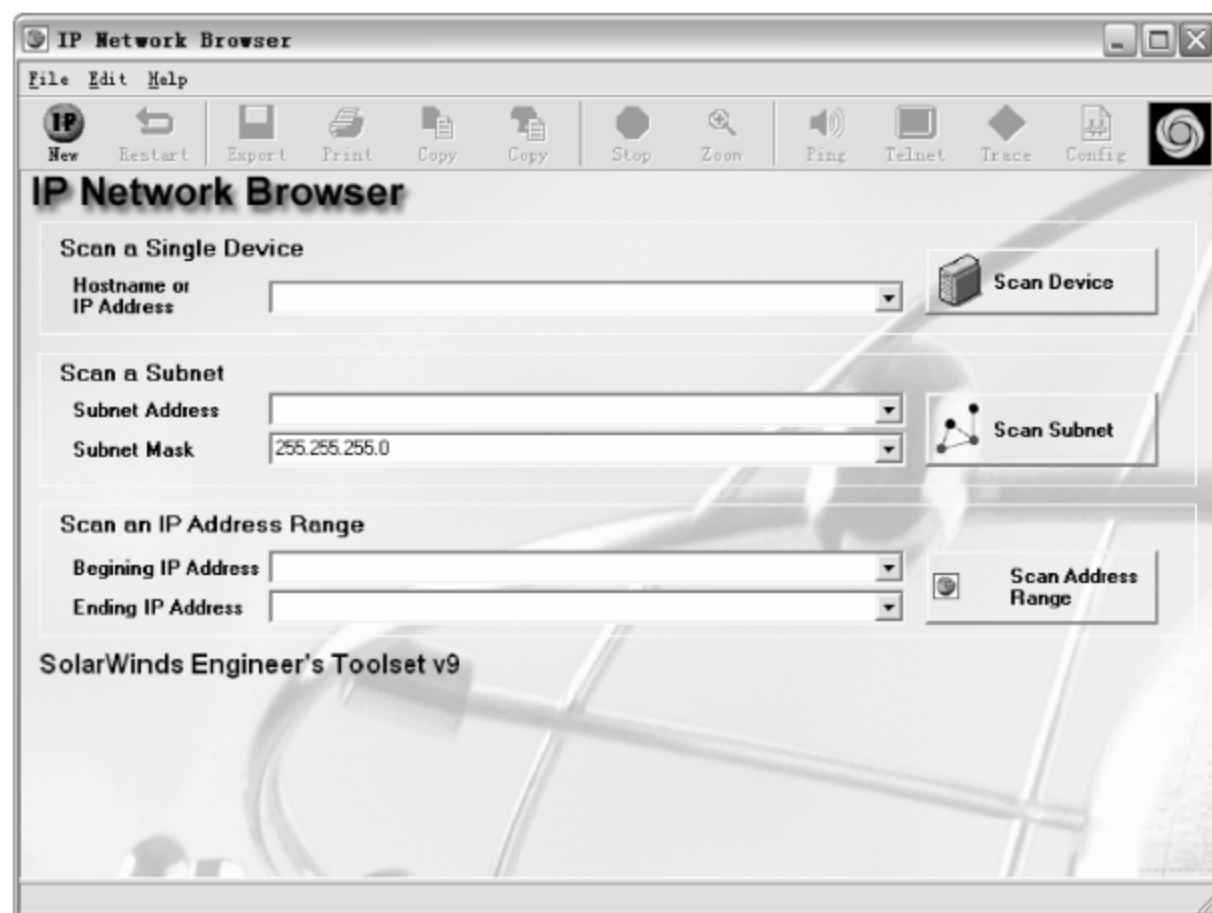 IP Network Browser
File Edit Help
IP
New Restart Export Print Copy Copy Stop Zoom Ping Telnet Trace Config
IP Network Browser
Scan a Single Device
Hostname or
IP Address
Scan Device
Scan a Subnet
Subnet Address
Subnet Mask 255.255.255.0
Scan Subnet
Scan an IP Address Range
Begining IP Address
Ending IP Address
Scan Address
Range
SolarWinds Engineer's Toolset v9